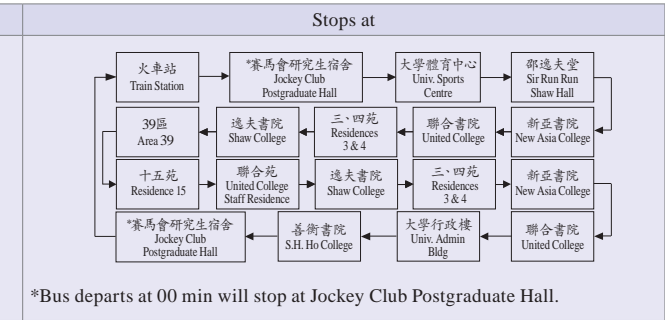 Stops at
火車站
Train Station
*賽馬會研究生宿舍
Jockey Club
Postgraduate Hall
大學體育中心
Univ. Sports
Centre
邵逸夫堂
Sir Run Run
Shaw Hall
39區
Area 39
逸夫書院
Shaw College
三、四苑
Residences
3 & 4
聯合書院
United College
新亞書院
New Asia College
十五苑
Residence 15
聯合苑
United College
Staff Residence
逸夫書院
Shaw College
三、四苑
Residences
3 & 4
新亞書院
New Asia College
*賽馬會研究生宿舍
Jockey Club
Postgraduate Hall
善衡書院
S.H. Ho College
大學行政樓
Univ. Admin
Bldg
聯合書院
United College
*Bus departs at 00 min will stop at Jockey Club Postgraduate Hall.